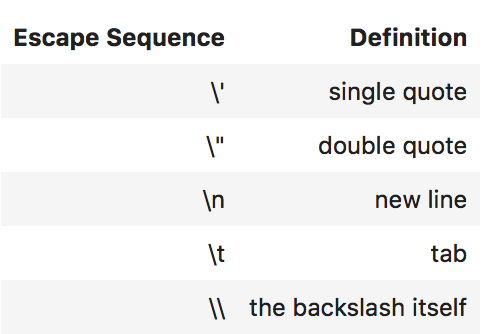 Escape Sequence Definition
\' single quote
\" double quote
\n new line
\t tab
\\ the backslash itself